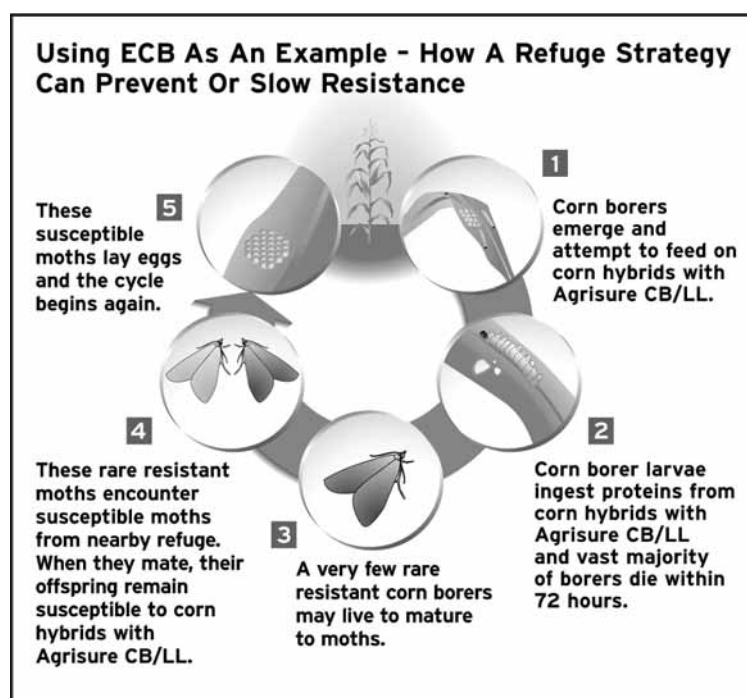 Using ECB As An Example – How A Refuge Strategy
Can Prevent Or Slow Resistance
1
Corn borers
emerge and
attempt to feed on
corn hybrids with
Agrisure CB/LL.
2
Corn borer larvae
ingest proteins from
corn hybrids with
Agrisure CB/LL
and vast majority
of borers die within
72 hours.
3
A very few rare
resistant corn borers
may live to mature
to moths.
4
These rare resistant
moths encounter
susceptible moths
from nearby refuge.
When they mate, their
offspring remain
susceptible to corn
hybrids with
Agrisure CB/LL.
5
These
susceptible
moths lay eggs
and the cycle
begins again.